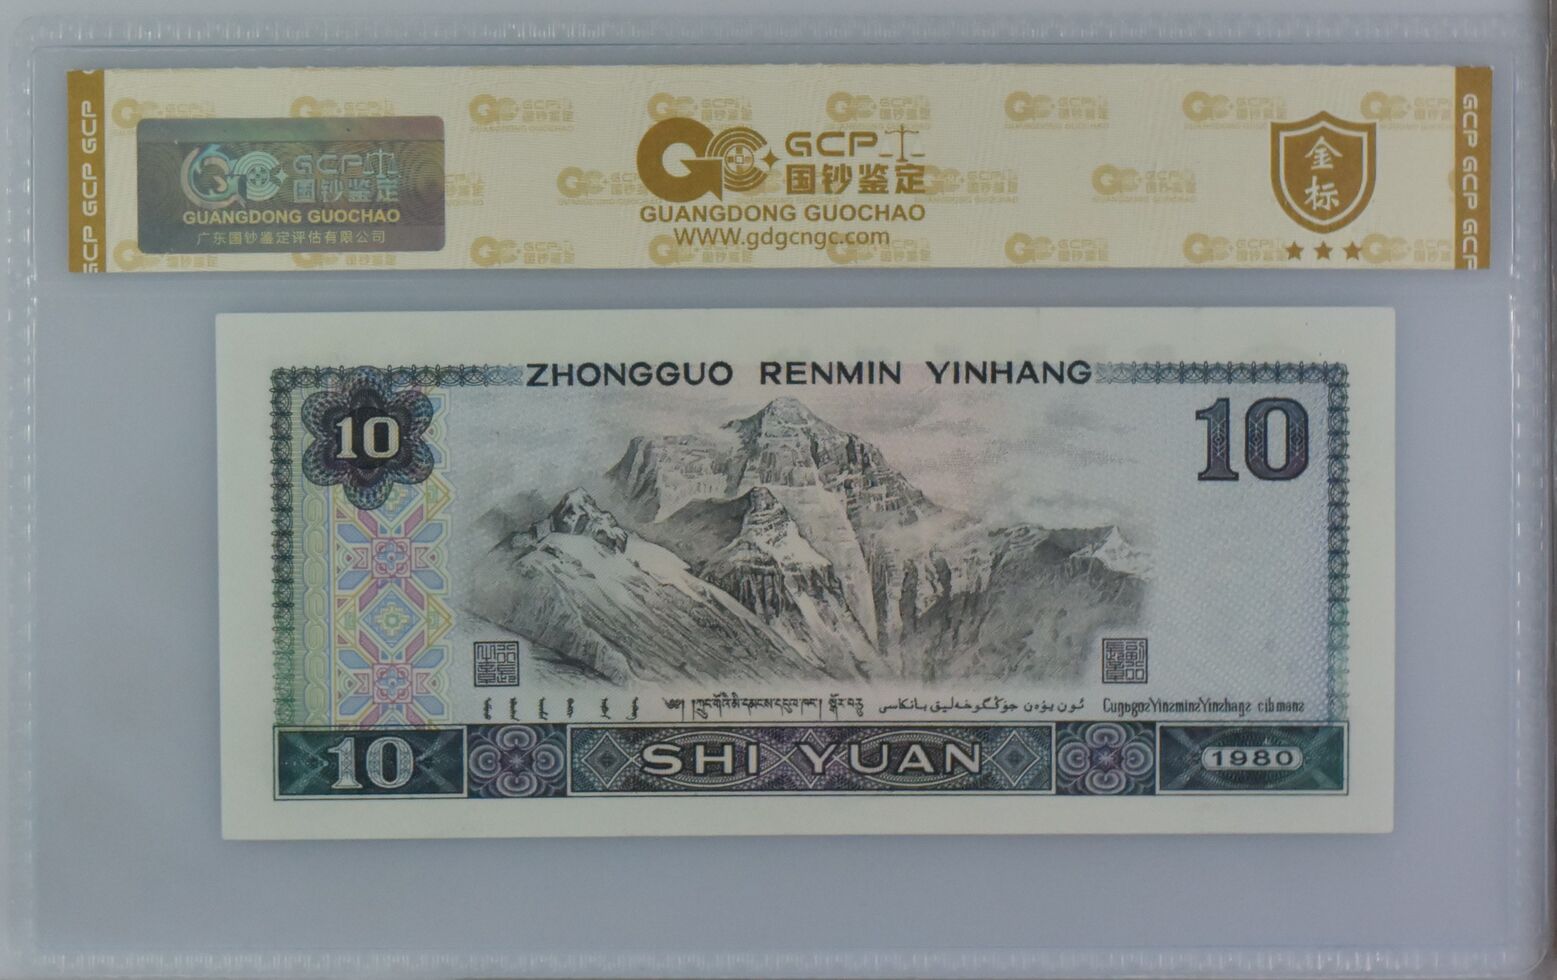 GCP GCP GCP
GCP
国钞鉴定
GUANGDONG GUOCHAO
广东国钞鉴定评估有限公司
GCP
国钞鉴定
GUANGDONG GUOCHAO
WWW.gdgcngc.com
金标
GCP GCP GCP
ZHONGGUO RENMIN YINHANG
10
10
10
SHI YUAN
1980